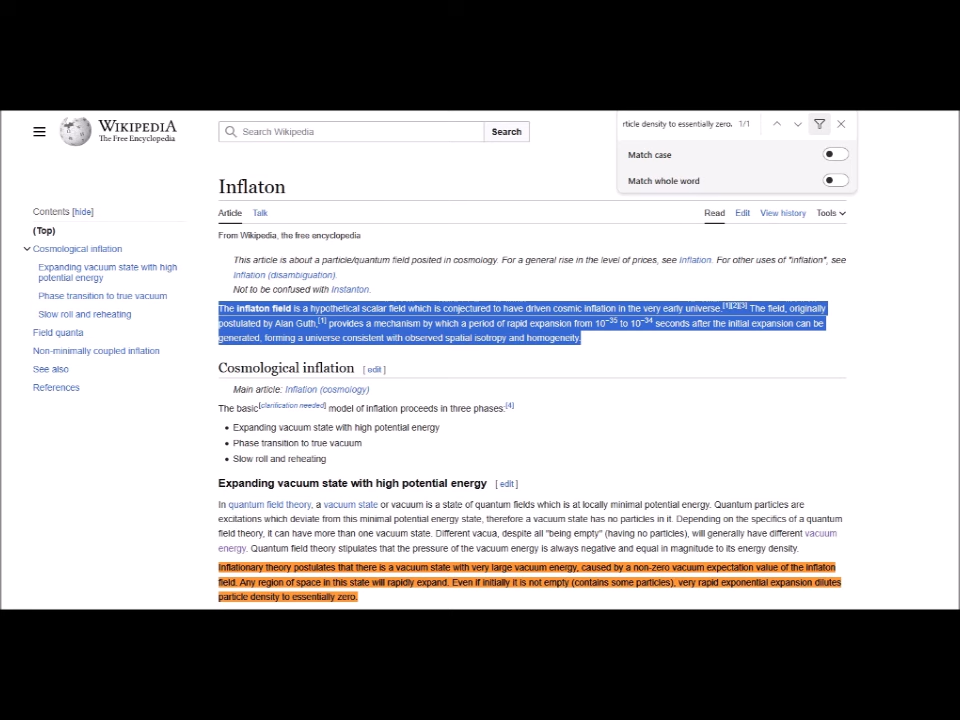 WIKIPEDIA
The Free Encyclopedia
Search Wikipedia
Search
rticle density to essentially zero. 1/1
Match case
Match whole word
Contents [hide]
(Top)
Cosmological inflation
Expanding vacuum state with high
potential energy
Phase transition to true vacuum
Slow roll and reheating
Field quanta
Non-minimally coupled inflation
See also
References
Inflaton
Article Talk
Read Edit View history Tools
From Wikipedia, the free encyclopedia
This article is about a particle/quantum field posited in cosmology. For a general rise in the level of prices, see Inflation. For other uses of "inflation", see
Inflation (disambiguation).
Not to be confused with Instanton.
The inflaton field is a hypothetical scalar field which is conjectured to have driven cosmic inflation in the very early universe.[1][2][3] The field, originally
postulated by Alan Guth,[1] provides a mechanism by which a period of rapid expansion from 10−35 to 10−34 seconds after the initial expansion can be
generated, forming a universe consistent with observed spatial isotropy and homogeneity.
Cosmological inflation [ edit ]
Main article: Inflation (cosmology)
The basic[clarification needed] model of inflation proceeds in three phases:[4]
• Expanding vacuum state with high potential energy
• Phase transition to true vacuum
• Slow roll and reheating
Expanding vacuum state with high potential energy [ edit ]
In quantum field theory, a vacuum state or vacuum is a state of quantum fields which is at locally minimal potential energy. Quantum particles are
excitations which deviate from this minimal potential energy state, therefore a vacuum state has no particles in it. Depending on the specifics of a quantum
field theory, it can have more than one vacuum state. Different vacua, despite all "being empty" (having no particles), will generally have different vacuum
energy. Quantum field theory stipulates that the pressure of the vacuum energy is always negative and equal in magnitude to its energy density.
Inflationary theory postulates that there is a vacuum state with very large vacuum energy, caused by a non-zero vacuum expectation value of the inflaton
field. Any region of space in this state will rapidly expand. Even if initially it is not empty (contains some particles), very rapid exponential expansion dilutes
particle density to essentially zero.